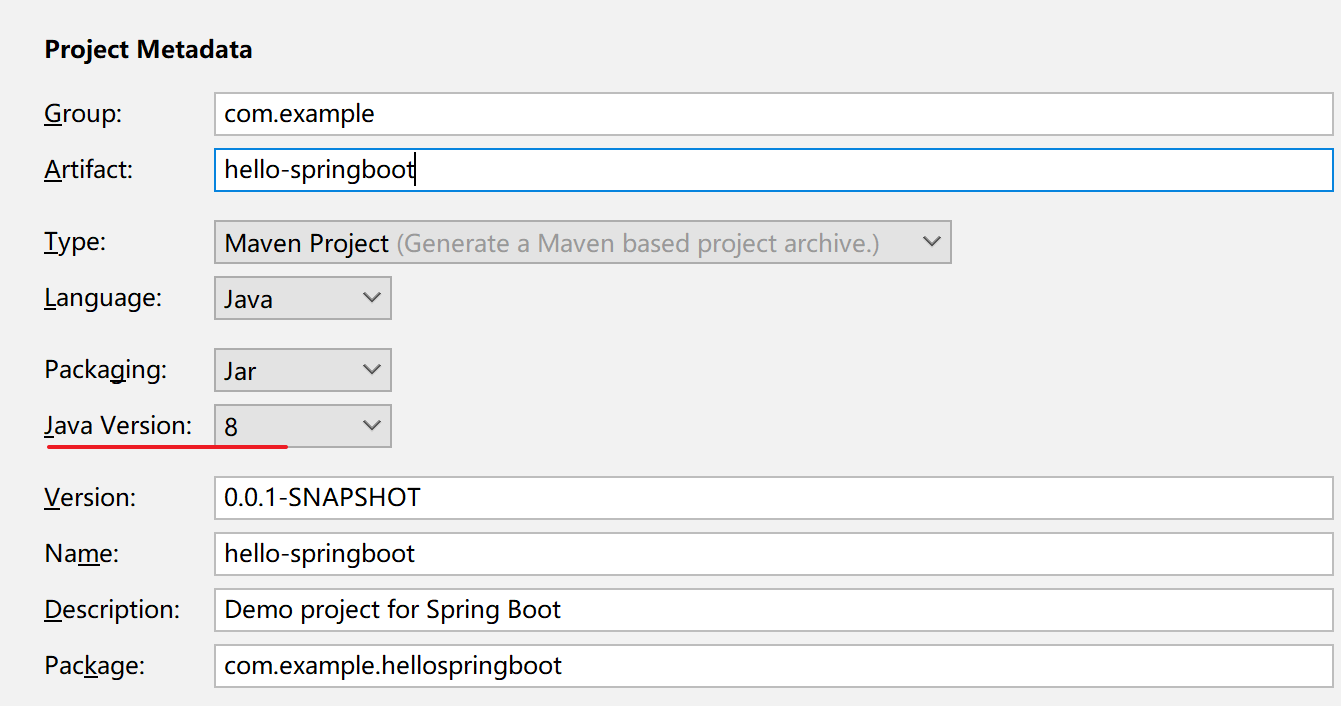 Project Metadata
Group: com.example
Artifact: hello-springboot
Type: Maven Project (Generate a Maven based project archive.)
Language: Java
Packaging: Jar
Java Version: 8
Version: 0.0.1-SNAPSHOT
Name: hello-springboot
Description: Demo project for Spring Boot
Package: com.example.hellospringboot